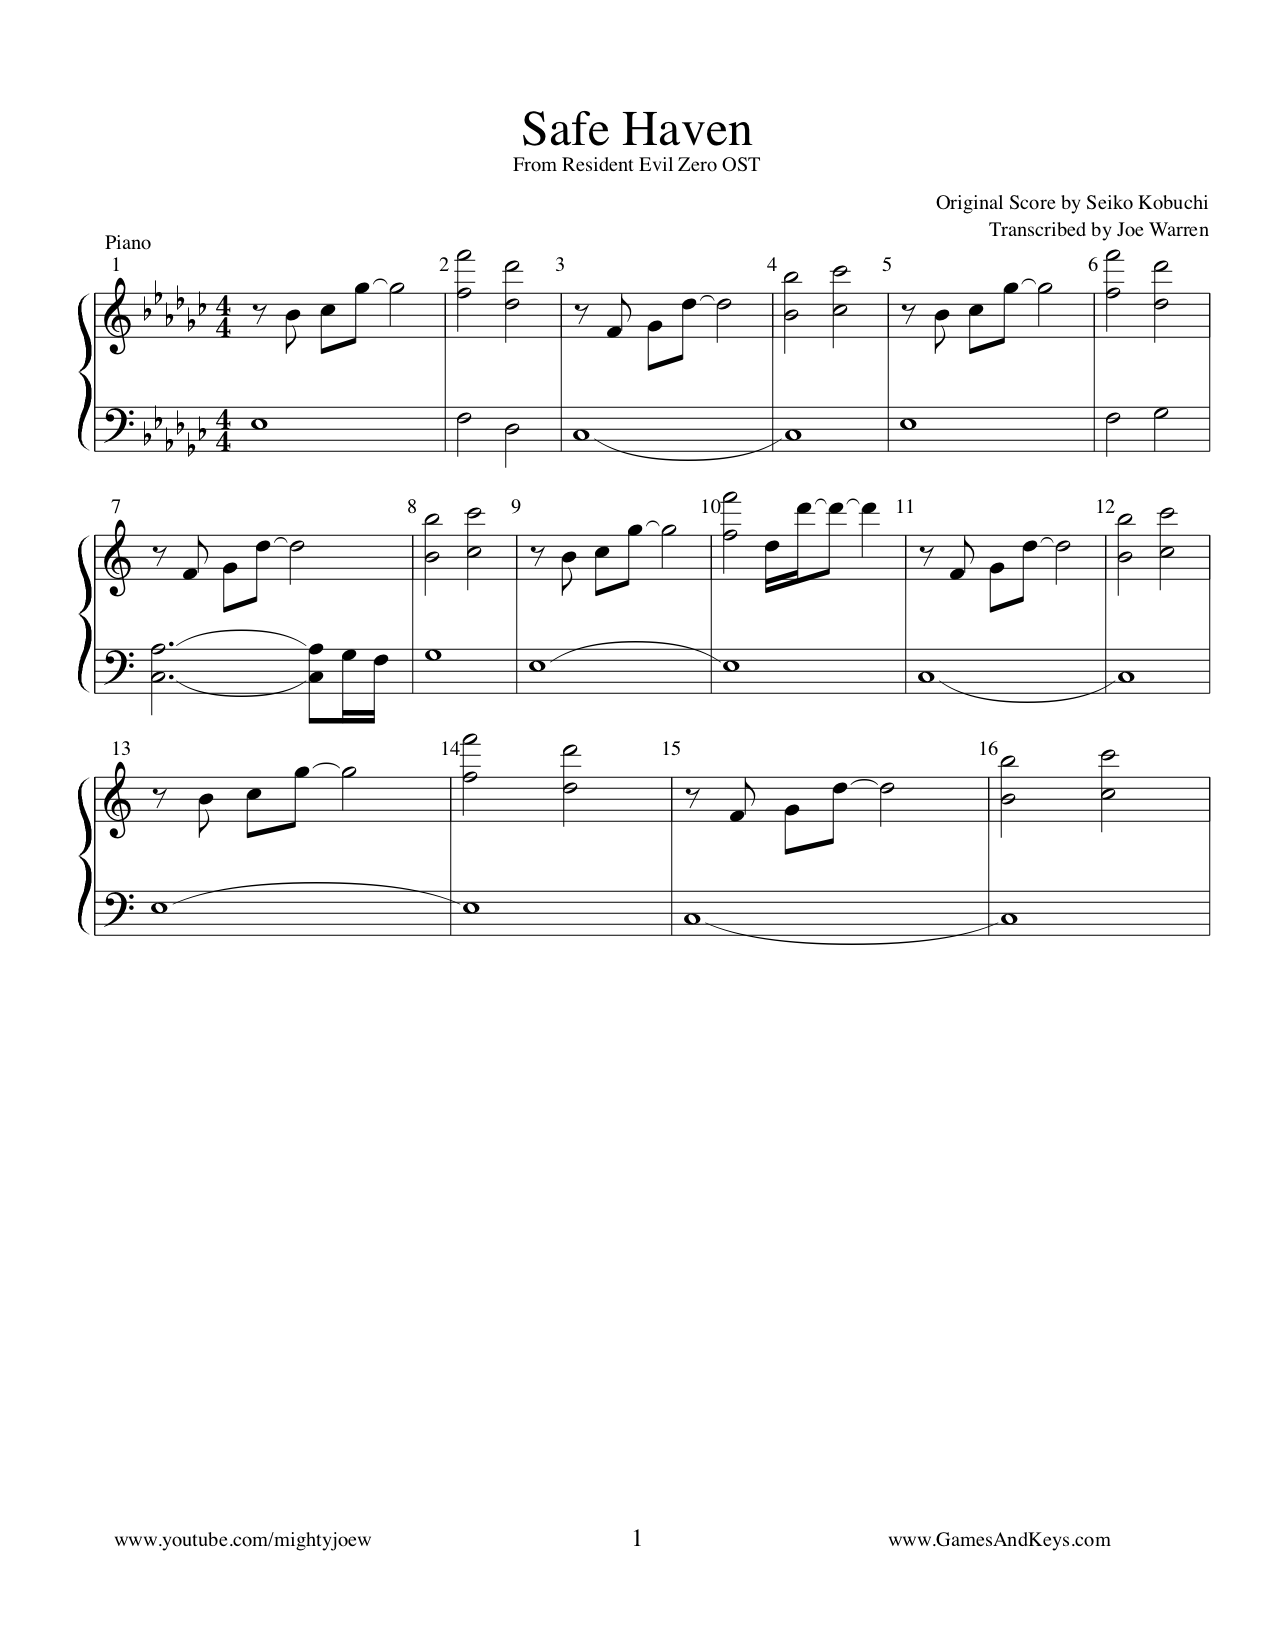 Safe Haven
From Resident Evil Zero OST
Original Score by Seiko Kobuchi
Transcribed by Joe Warren
Piano
1 2 3 4 5 6
4 4
4 4
7 8 9 10 11 12
13 14 15 16
www.youtube.com/mightyjoew 1 www.GamesAndKeys.com